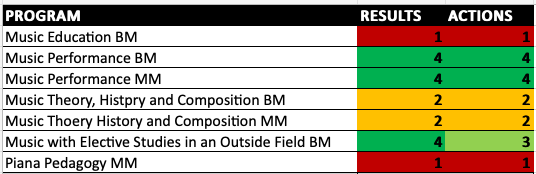 PROGRAM RESULTS ACTIONS
Music Education BM 1 1
Music Performance BM 4 4
Music Performance MM 4 4
Music Theory, Histpry and Composition BM 2 2
Music Thoery History and Composition MM 2 2
Music with Elective Studies in an Outside Field BM 4 3
Piana Pedagogy MM 1 1